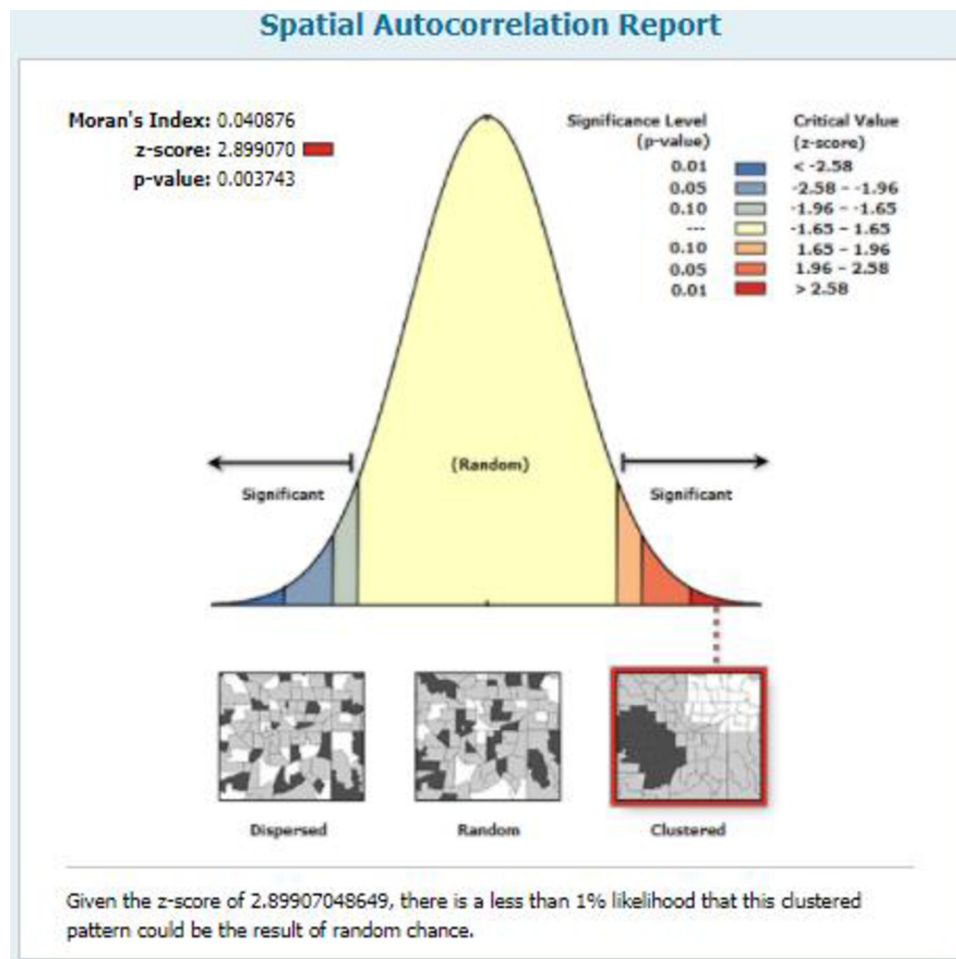 Spatial Autocorrelation Report
Moran's Index: 0.040876
z-score: 2.899070
p-value: 0.003743
Significance Level
(p-value)
Critical Value
(z-score)
0.01 < -2.58
0.05 -2.58 – -1.96
0.10 -1.96 – -1.65
--- -1.65 – 1.65
0.10 1.65 – 1.96
0.05 1.96 – 2.58
0.01 > 2.58
(Random)
Significant
Significant
Dispersed
Random
Clustered
Given the z-score of 2.89907048649, there is a less than 1% likelihood that this clustered
pattern could be the result of random chance.